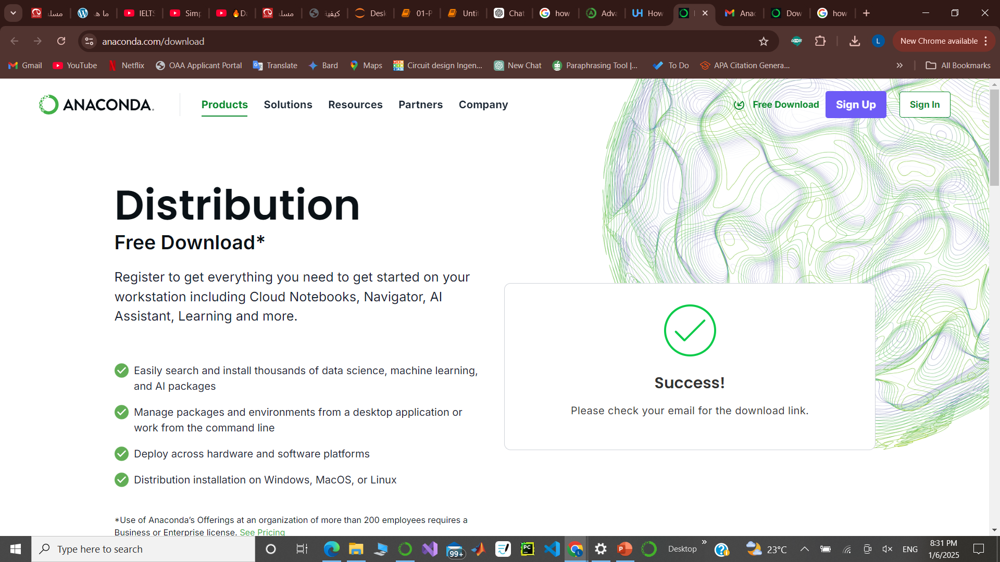 مسلـ
ما هـ
IELTS
Simp
Da
مسلـ
كيفية
Desk
01-P
Unti
Chat
how
Adva
How
Anac
Dow
how
anaconda.com/download
New Chrome available
L
Gmail
YouTube
Netflix
OAA Applicant Portal
Translate
Bard
Maps
Circuit design Ingen...
New Chat
Paraphrasing Tool |...
To Do
APA Citation Genera...
All Bookmarks
ANACONDA.
Products
Solutions
Resources
Partners
Company
Free Download
Sign Up
Sign In
Distribution
Free Download*
Register to get everything you need to get started on your
workstation including Cloud Notebooks, Navigator, AI
Assistant, Learning and more.
Easily search and install thousands of data science, machine learning,
and AI packages
Manage packages and environments from a desktop application or
work from the command line
Deploy across hardware and software platforms
Distribution installation on Windows, MacOS, or Linux
*Use of Anaconda’s Offerings at an organization of more than 200 employees requires a
Business or Enterprise license. See Pricing
Success!
Please check your email for the download link.
Type here to search
99+
PC
Desktop
23°C
ENG
8:31 PM
1/6/2025